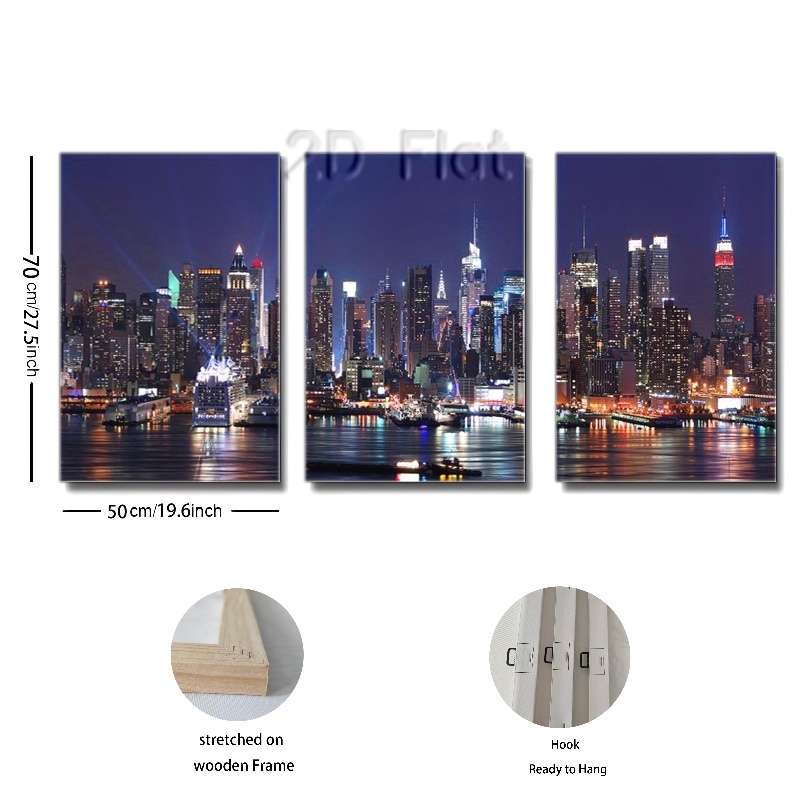 2D Flat
70 cm/27.5inch
50cm/19.6inch
stretched on
wooden Frame
Hook
Ready to Hang